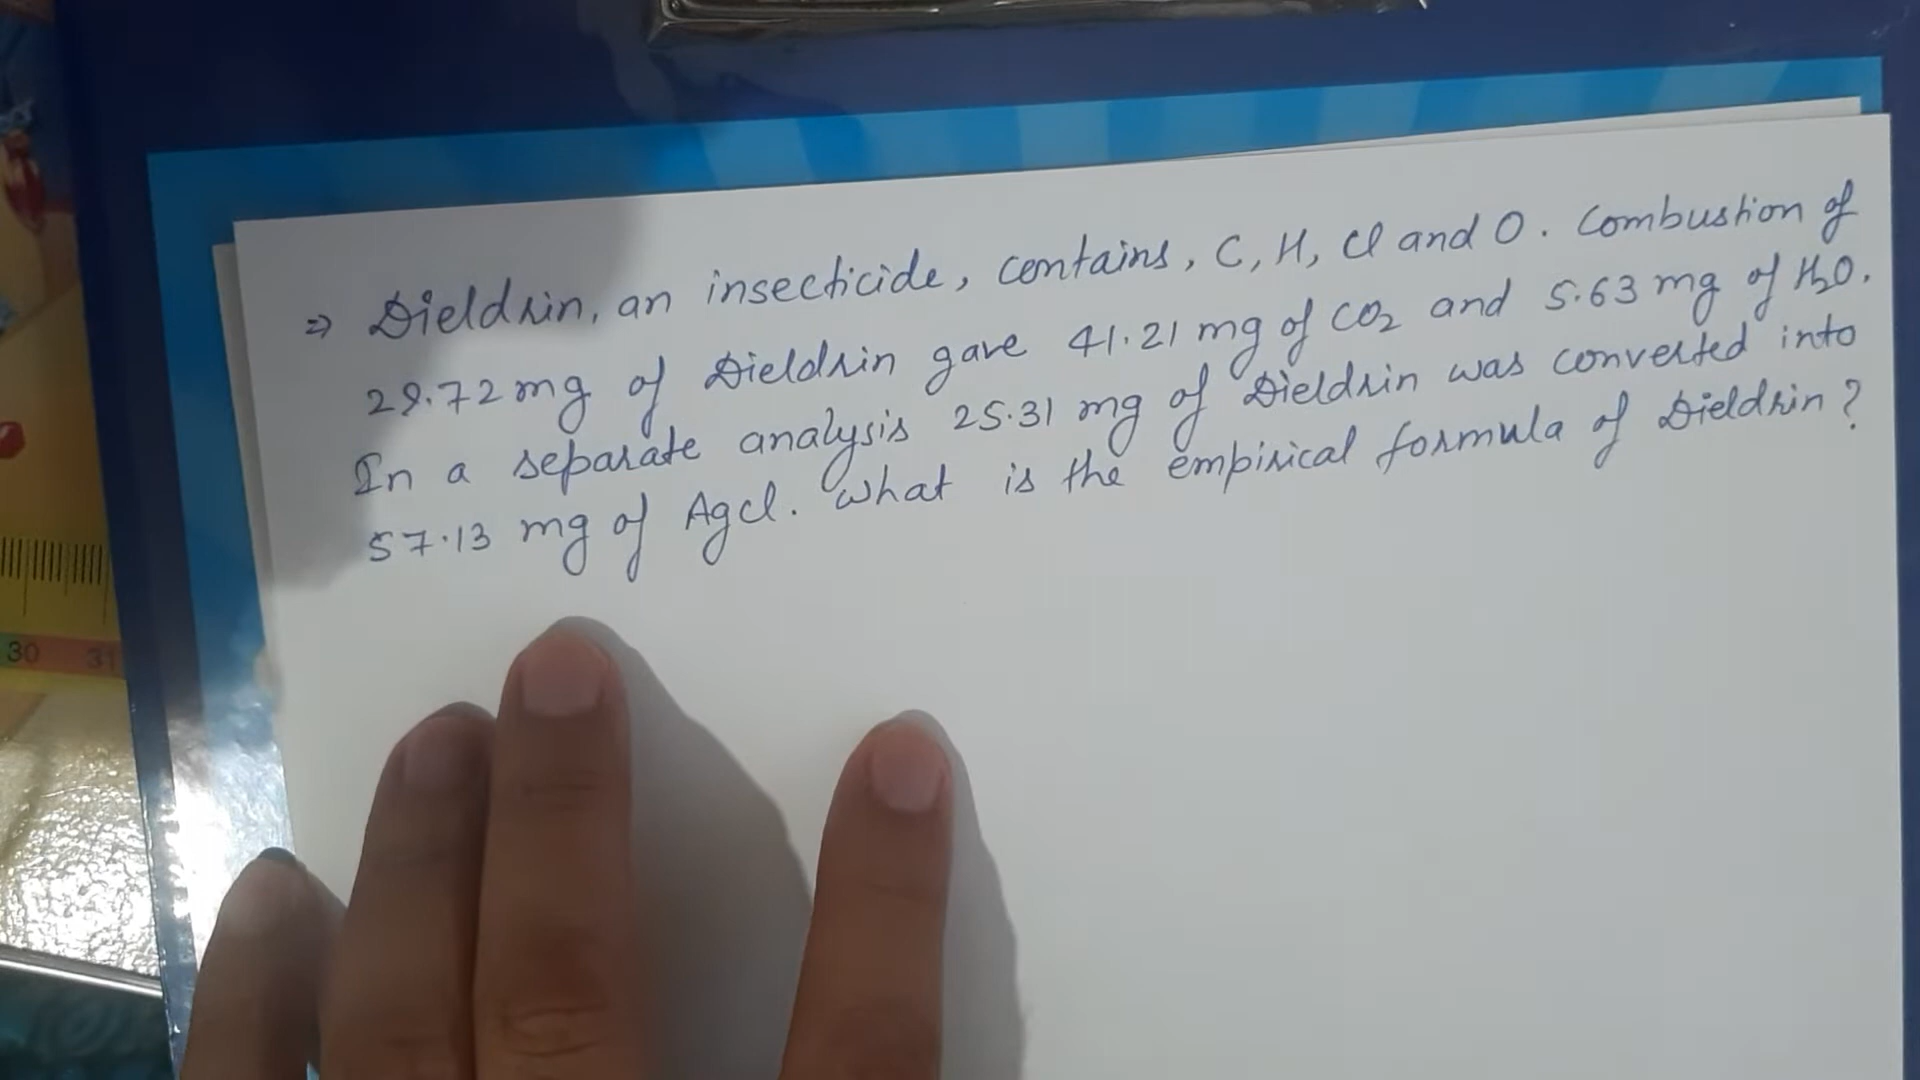 ⇒ Dieldrin, an insecticide, contains, C, H, Cl and O. Combustion of
29.72 mg of Dieldrin gave 41.21 mg of CO2 and 5.63 mg of H2O.
In a separate analysis 25.31 mg of Dieldrin was converted into
57.13 mg of AgCl. What is the empirical formula of Dieldrin?
30 31